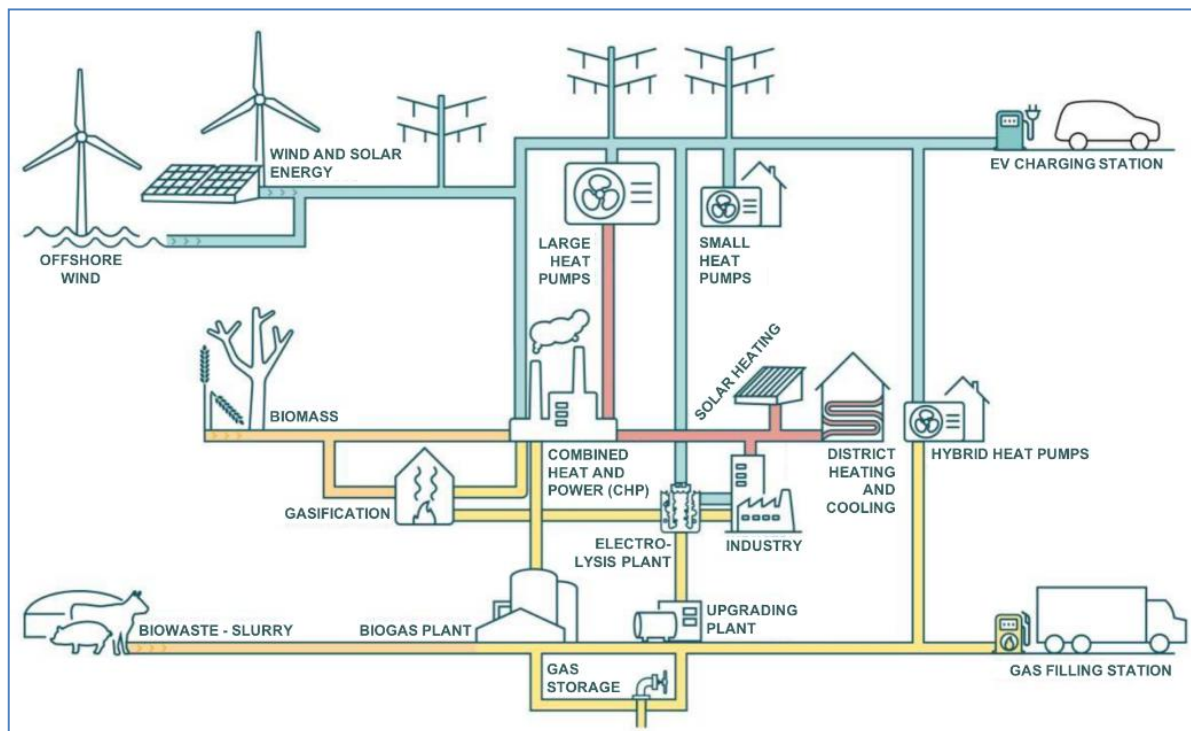 WIND AND SOLAR
ENERGY
EV CHARGING STATION
OFFSHORE
WIND
LARGE
HEAT
PUMPS
SMALL
HEAT
PUMPS
SOLAR HEATING
BIOMASS
COMBINED
HEAT AND
POWER (CHP)
DISTRICT
HEATING
AND
COOLING
HYBRID HEAT PUMPS
GASIFICATION
ELECTRO-
LYSIS PLANT
INDUSTRY
BIOWASTE - SLURRY
BIOGAS PLANT
UPGRADING
PLANT
GAS
STORAGE
GAS FILLING STATION